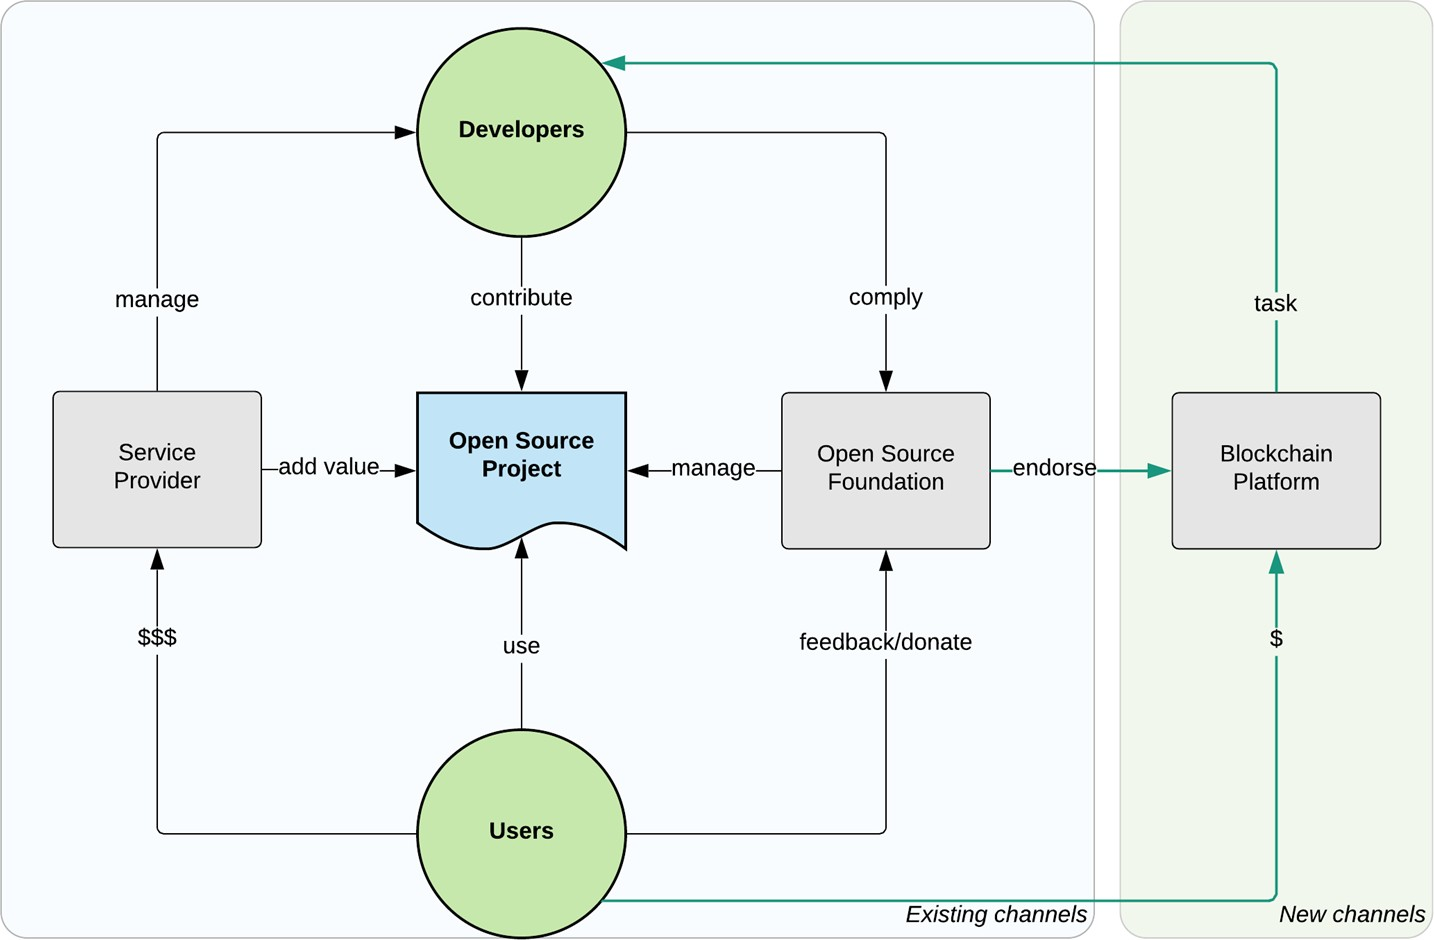 Developers
manage
contribute
comply
task
Service
Provider
add value
Open Source
Project
manage
Open Source
Foundation
endorse
Blockchain
Platform
$$$
use
feedback/donate
$
Users
Existing channels
New channels